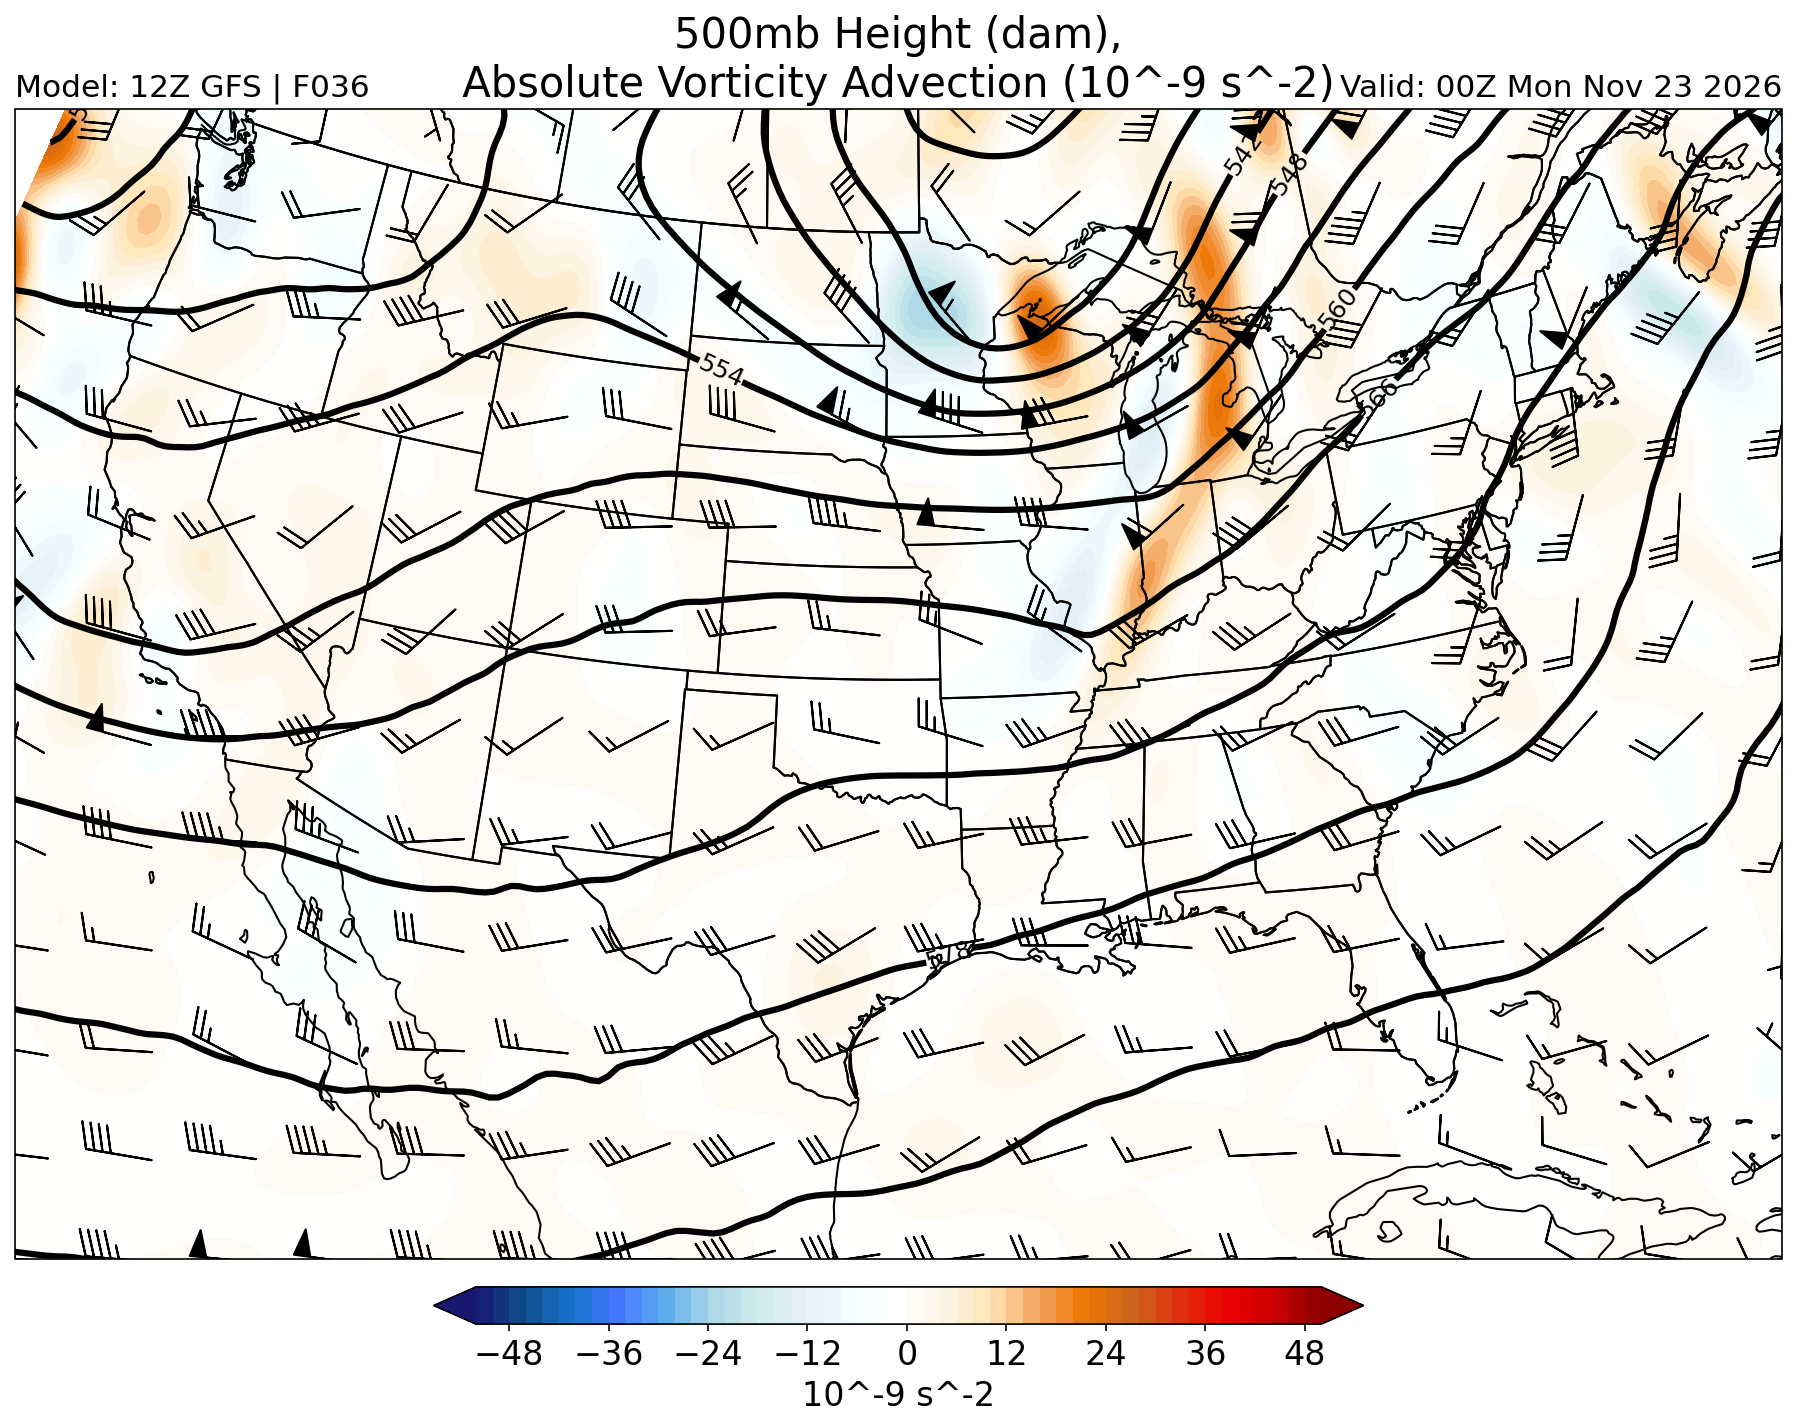 500mb Height (dam),
Model: 12Z GFS | F036
Absolute Vorticity Advection (10^-9 s^-2)
Valid: 00Z Mon Nov 23 2026
542
548
560
554
566
−48 −36 −24 −12 0 12 24 36 48
10^-9 s^-2